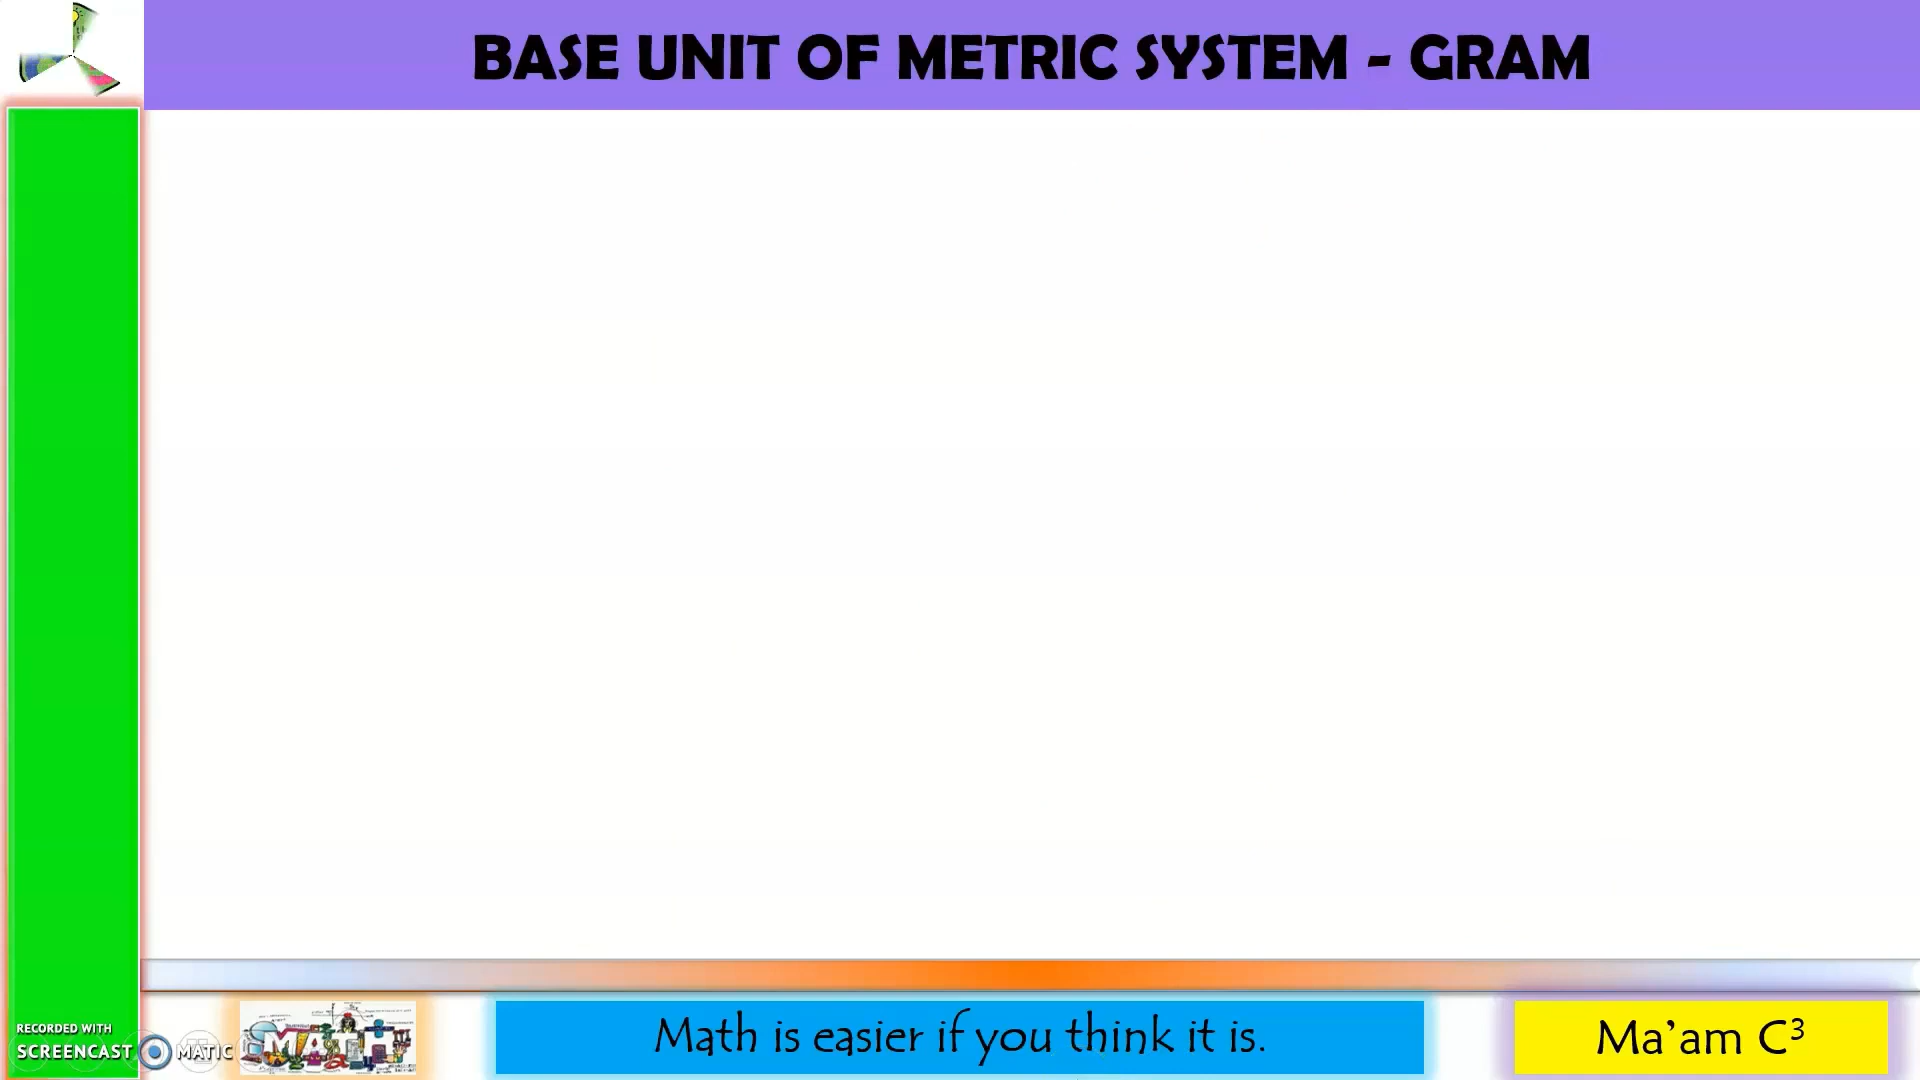 BASE UNIT OF METRIC SYSTEM - GRAM
RECORDED WITH
SCREENCAST MATIC
MATH
Math is easier if you think it is.
Ma’am C³